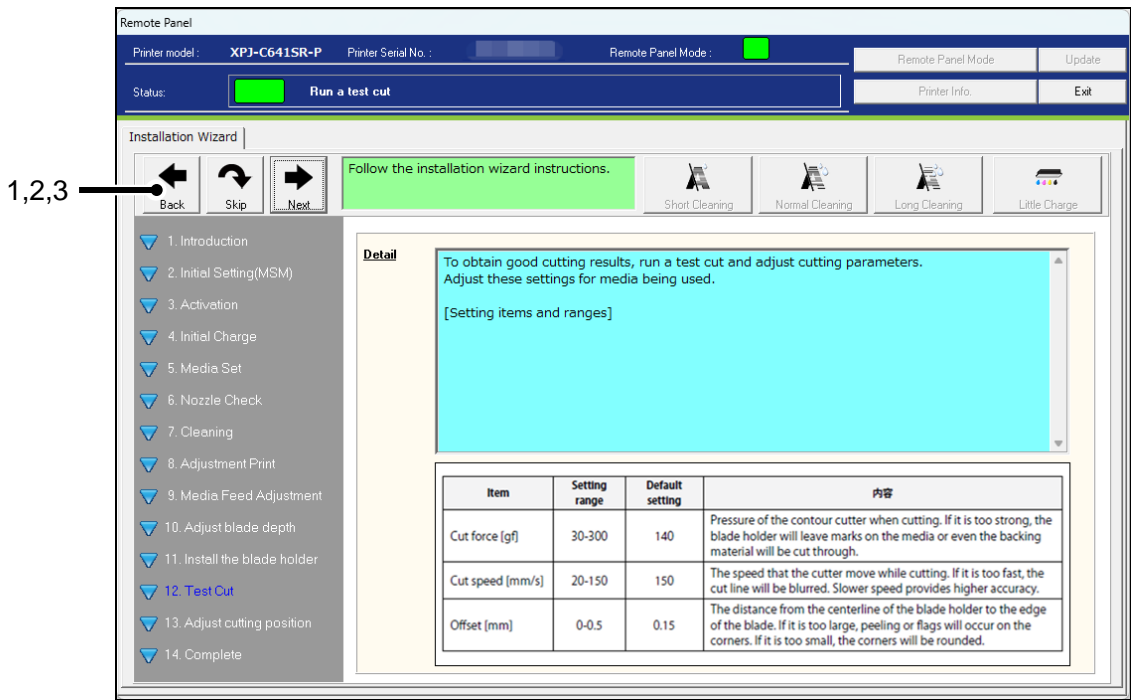 Remote Panel
Printer model : XPJ-C641SR-P Printer Serial No. : Remote Panel Mode : Remote Panel Mode Update
Status: Run a test cut Printer Info. Exit
Installation Wizard
1,2,3
Back Skip Next
Follow the installation wizard instructions.
Short Cleaning Normal Cleaning Long Cleaning Little Charge
1. Introduction
2. Initial Setting(MSM)
3. Activation
4. Initial Charge
5. Media Set
6. Nozzle Check
7. Cleaning
8. Adjustment Print
9. Media Feed Adjustment
10. Adjust blade depth
11. Install the blade holder
12. Test Cut
13. Adjust cutting position
14. Complete
Detail
To obtain good cutting results, run a test cut and adjust cutting parameters.
Adjust these settings for media being used.
[Setting items and ranges]
Item Setting range Default setting 内容
Cut force [gf] 30-300 140 Pressure of the contour cutter when cutting. If it is too strong, the
blade holder will leave marks on the media or even the backing
material will be cut through.
Cut speed [mm/s] 20-150 150 The speed that the cutter move while cutting. If it is too fast, the
cut line will be blurred. Slower speed provides higher accuracy.
Offset [mm] 0-0.5 0.15 The distance from the centerline of the blade holder to the edge
of the blade. If it is too large, peeling or flags will occur on the
corners. If it is too small, the corners will be rounded.